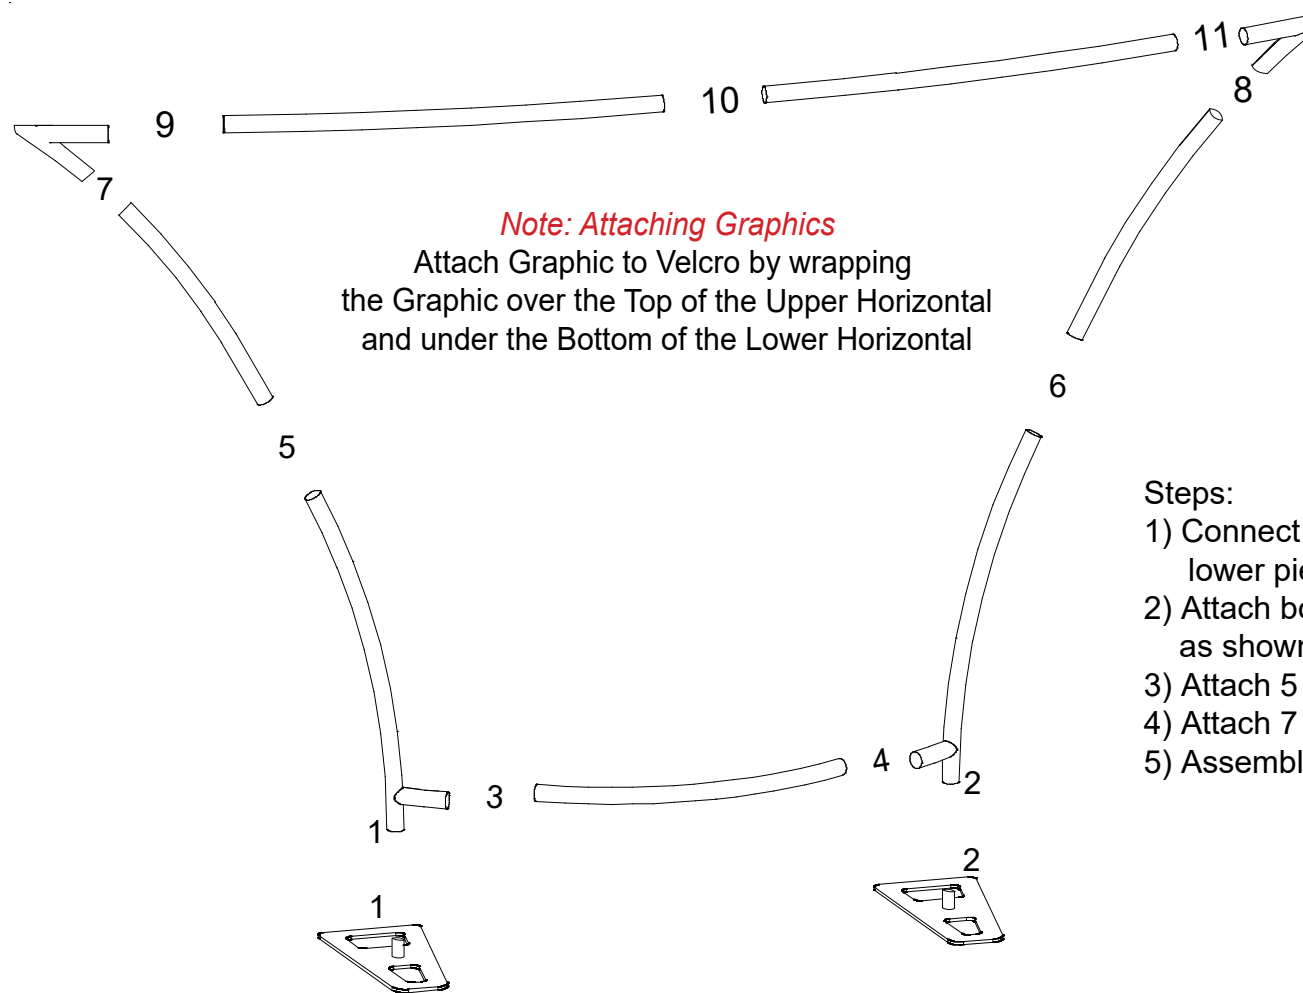 11
8
10
9
7
Note: Attaching Graphics
Attach Graphic to Velcro by wrapping
the Graphic over the Top of the Upper Horizontal
and under the Bottom of the Lower Horizontal
6
5
Steps:
1) Connect
lower
2) Attach
as
3) Attach 5
4) Attach 7
5)
4
2
3
1
2
1